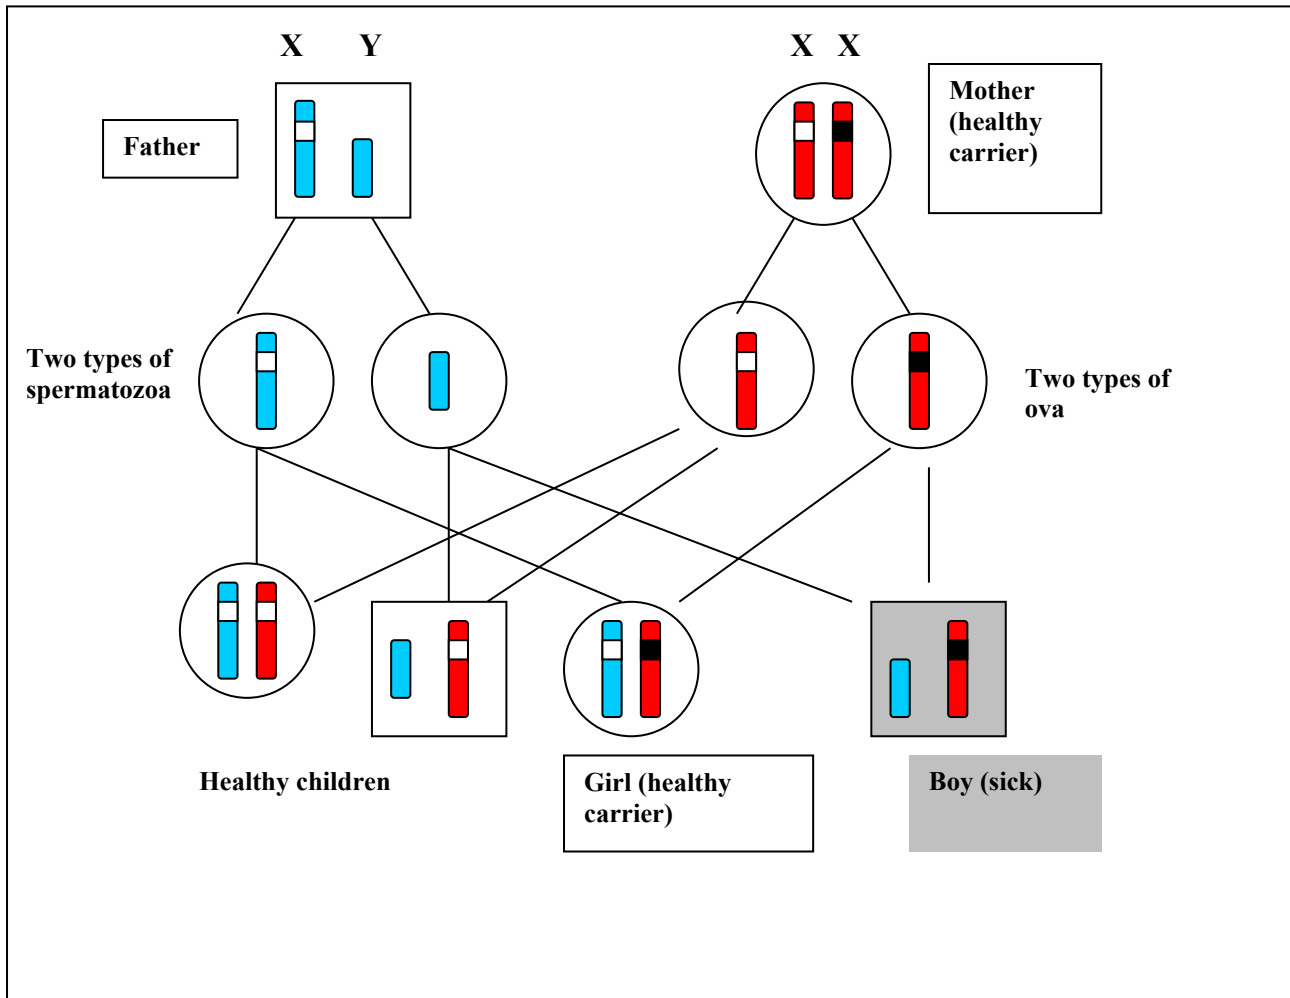 X Y
X X
Father
Mother
(healthy
carrier)
Two types of
spermatozoa
Two types of
ova
Healthy children
Girl (healthy
carrier)
Boy (sick)